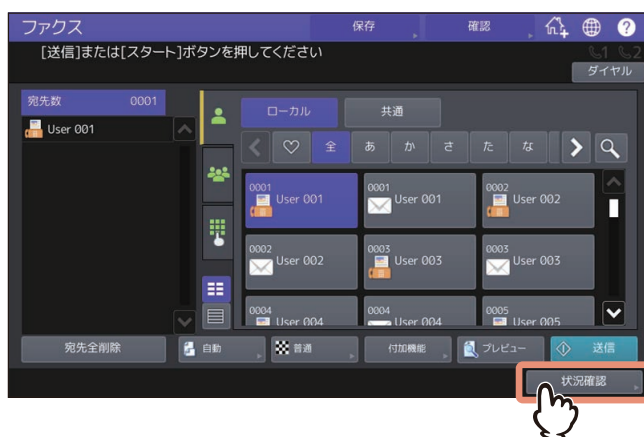 ファクス 保存 確認 ?
[送信]または[スタート]ボタンを押してください
1 2
ダイヤル
宛先数 0001
User 001
ローカル 共通
全 あ か さ た な
0001 User 001
0001 User 001
0002 User 002
0002 User 002
0003 User 003
0003 User 003
0004 User 004
0004 User 004
0005 User 005
宛先全削除 自動 普通 付加機能 プレビュー 送信
状況確認